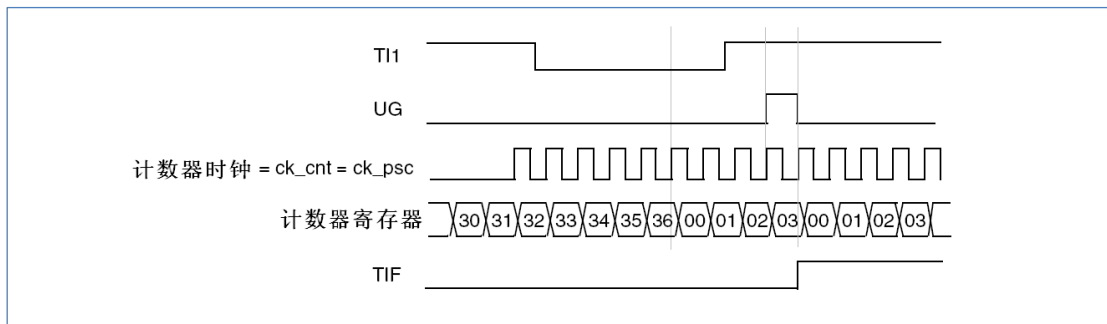 TI1
UG
计数器时钟 = ck_cnt = ck_psc
计数器寄存器 30 31 32 33 34 35 36 00 01 02 03 00 01 02 03
TIF